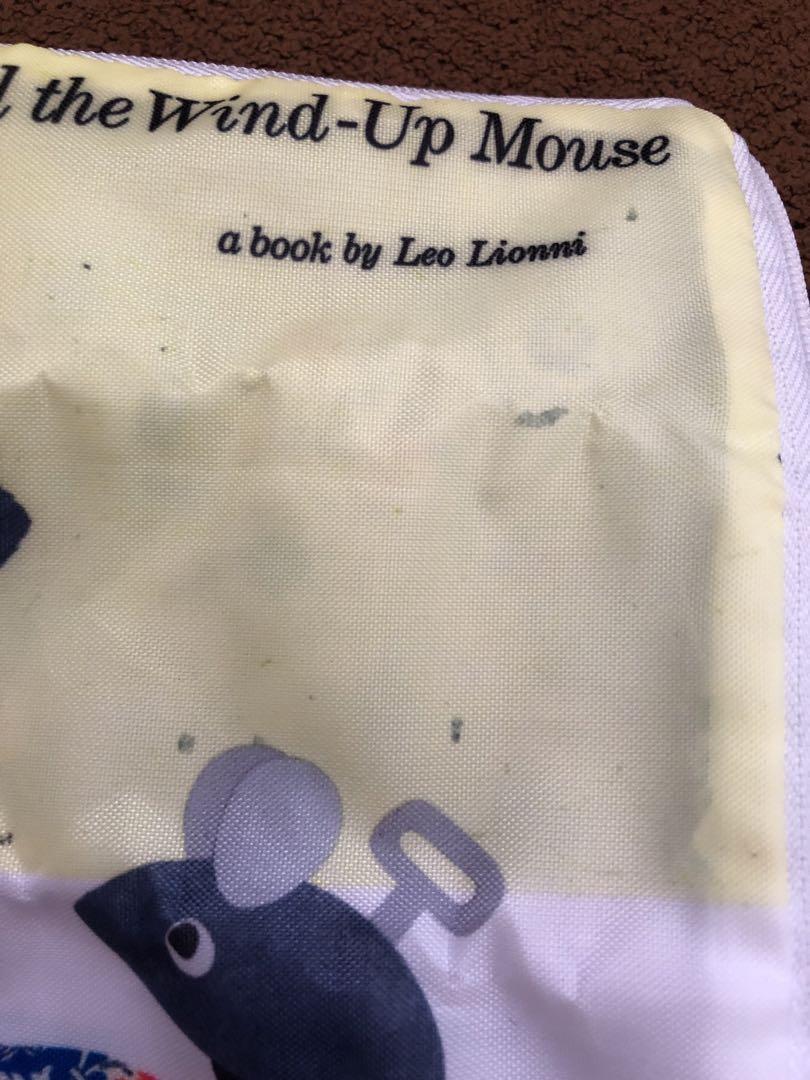 the Wind-Up Mouse
a book by Leo Lionni